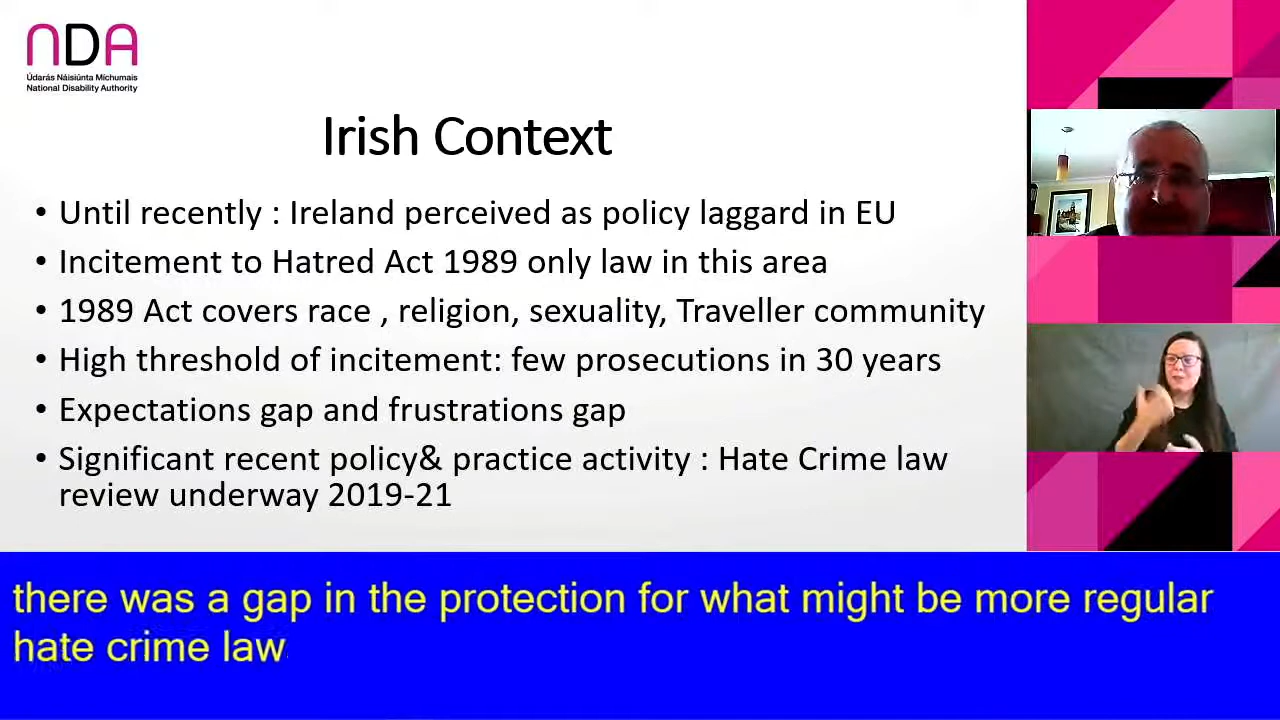 NDA
Údarás Náisiúnta Míchumais
National Disability Authority
Irish Context
• Until recently : Ireland perceived as policy laggard in EU
• Incitement to Hatred Act 1989 only law in this area
• 1989 Act covers race , religion, sexuality, Traveller community
• High threshold of incitement: few prosecutions in 30 years
• Expectations gap and frustrations gap
• Significant recent policy& practice activity : Hate Crime law
review underway 2019-21
there was a gap in the protection for what might be more regular
hate crime law